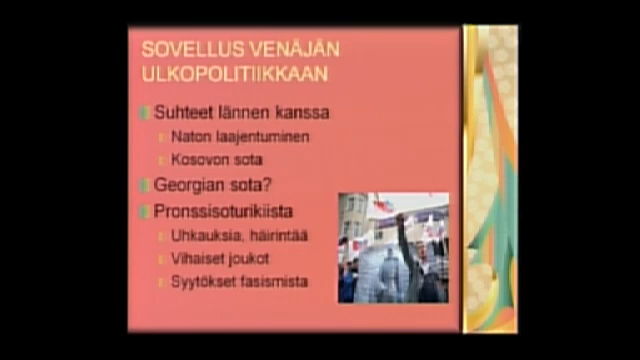 SOVELLUS VENÄJÄN
ULKOPOLITIIKKAAN
Suhteet lännen kanssa
Naton laajentuminen
Kosovon sota
Georgian sota?
Pronssisoturikiista
Uhkauksia, häirintää
Vihaiset joukot
Syytökset fasismista